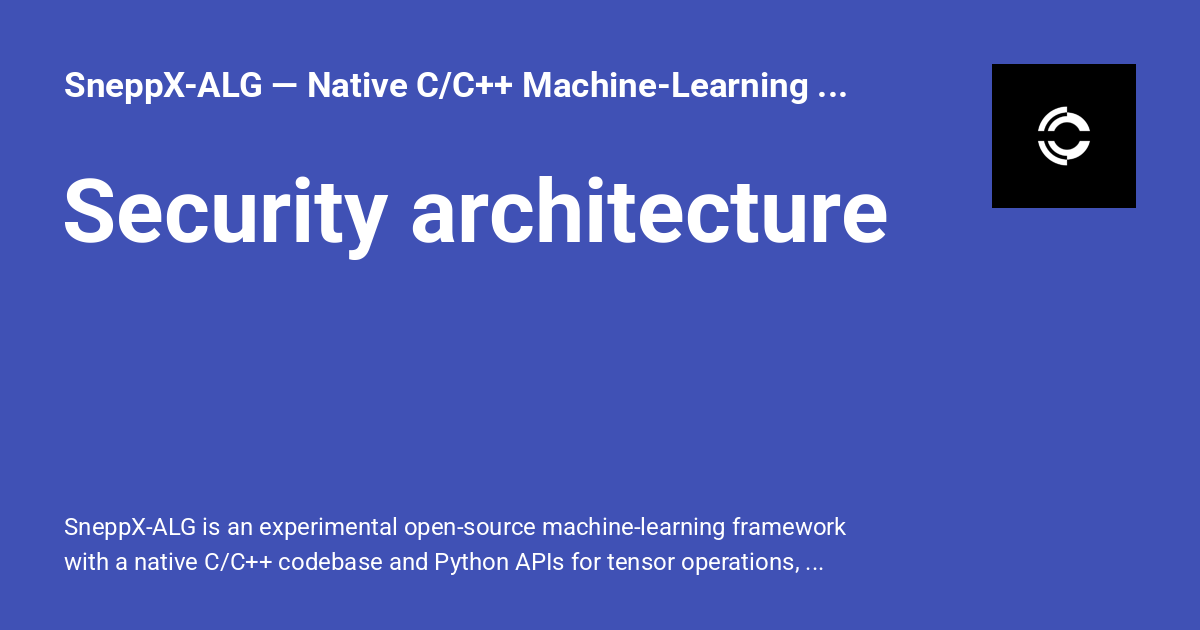 SneppX-ALG — Native C/C++ Machine-Learning ...
Security architecture
SneppX-ALG is an experimental open-source machine-learning framework
with a native C/C++ codebase and Python APIs for tensor operations, ...